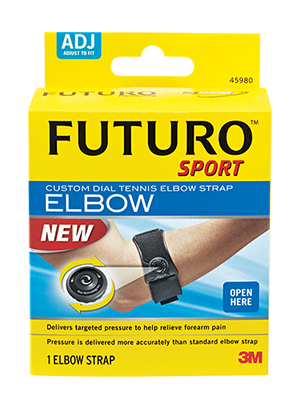 ADJ
ADJUST TO FIT
45980
FUTURO™
SPORT
CUSTOM DIAL TENNIS ELBOW STRAP
ELBOW
NEW
OPEN
HERE
Delivers targeted pressure to help relieve forearm pain
Pressure is delivered more accurately than standard elbow strap
1 ELBOW STRAP
3M